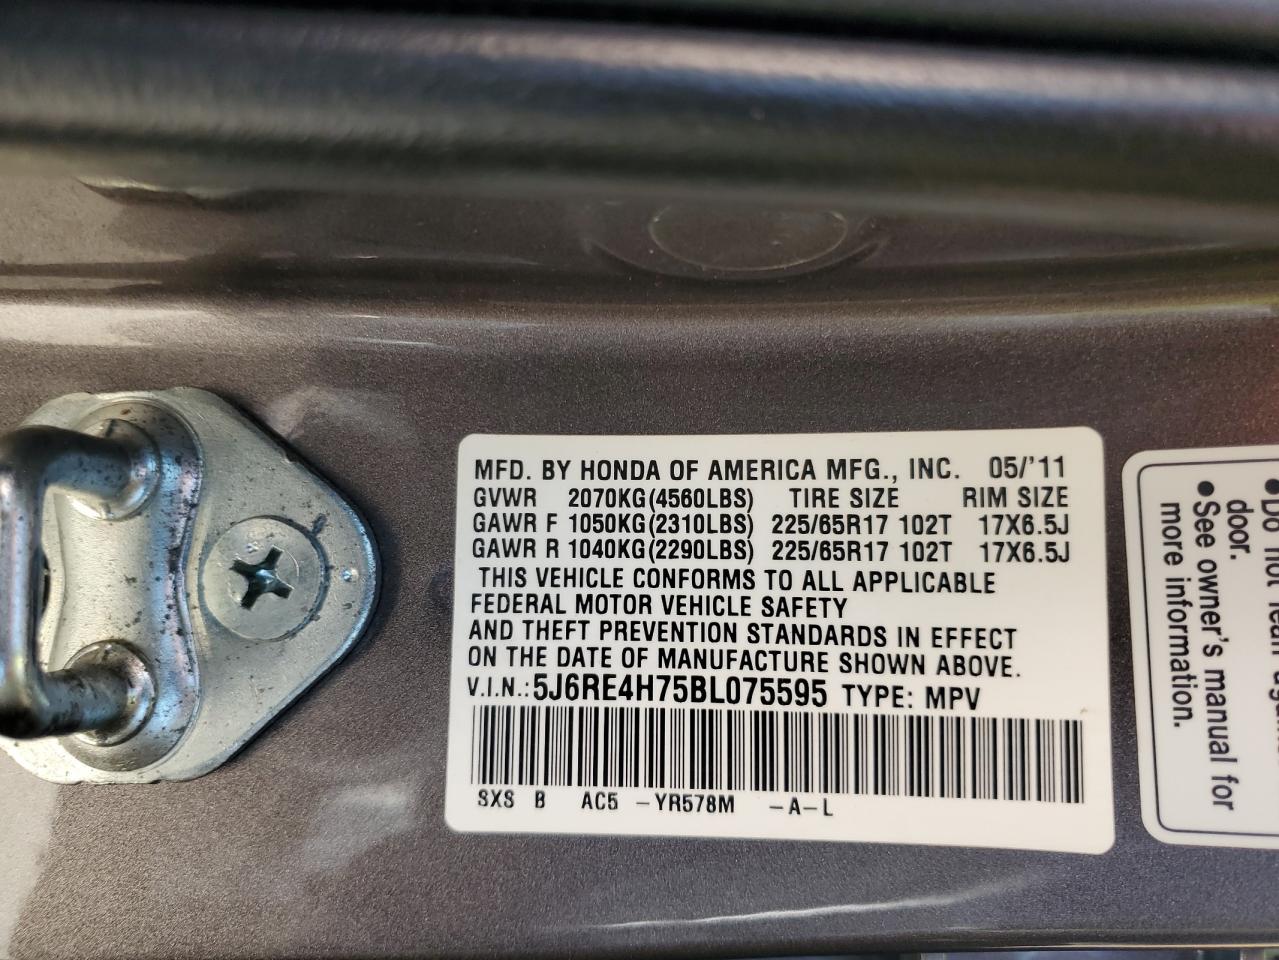 MFD. BY HONDA OF AMERICA MFG., INC. 05/'11
GVWR 2070KG(4560LBS) TIRE SIZE RIM SIZE
GAWR F 1050KG(2310LBS) 225/65R17 102T 17X6.5J
GAWR R 1040KG(2290LBS) 225/65R17 102T 17X6.5J
THIS VEHICLE CONFORMS TO ALL APPLICABLE
FEDERAL MOTOR VEHICLE SAFETY
AND THEFT PREVENTION STANDARDS IN EFFECT
ON THE DATE OF MANUFACTURE SHOWN ABOVE.
V.I.N.: 5J6RE4H75BL075595 TYPE: MPV
SXS B AC5 -YR578M -A-L
• Do not
door.
• See owner's manual for
more information.